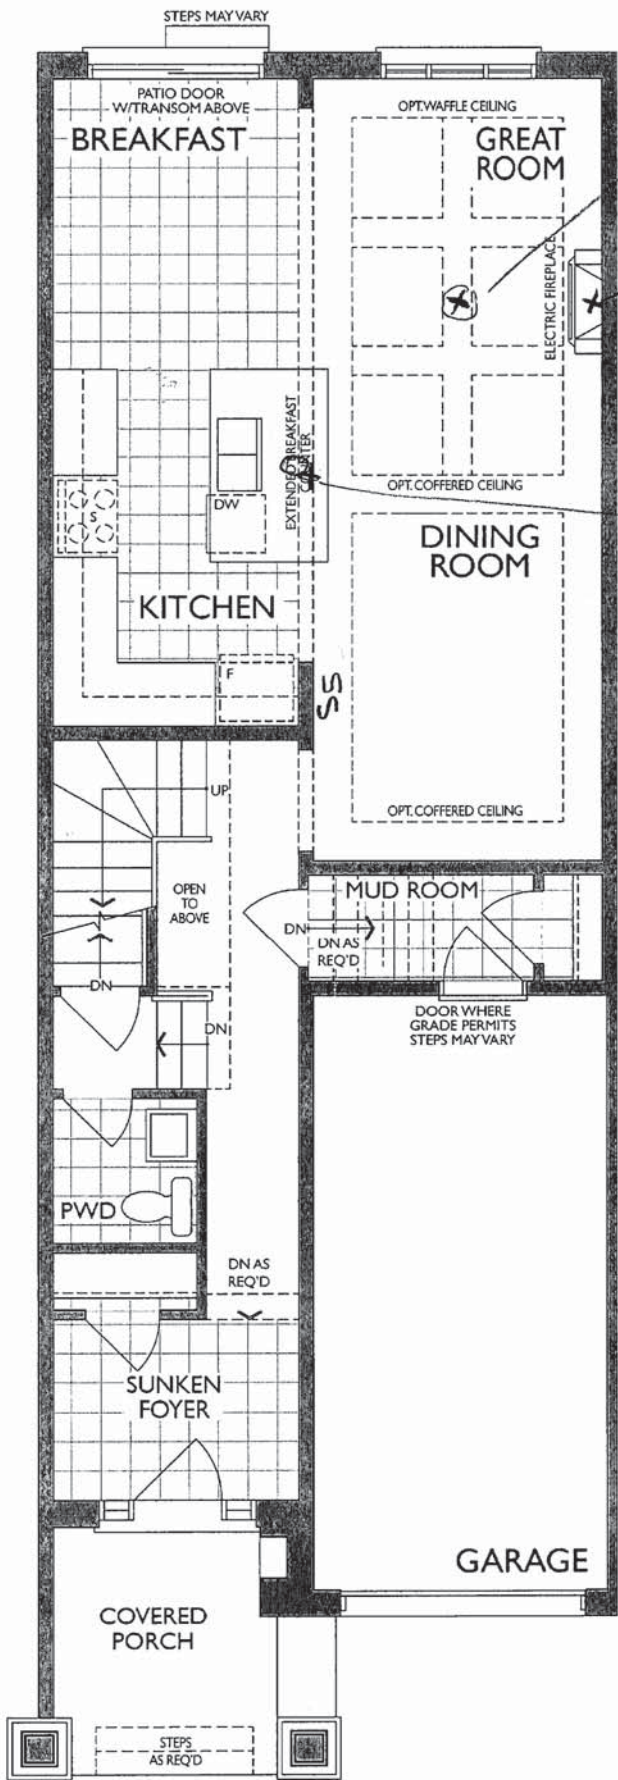 STEPS MAY VARY
PATIO DOOR
W/TRANSOM ABOVE
BREAKFAST
OPT.WAFFLE CEILING
GREAT
ROOM
ELECTRIC FIREPLACE
EXTENDED BREAKFAST
COUNTER
OPT. COFFERED CEILING
DW
S
DINING
ROOM
KITCHEN
F
SS
UP
OPT. COFFERED CEILING
OPEN
TO
ABOVE
MUD ROOM
DN
DN AS
REQ'D
DN
DOOR WHERE
GRADE PERMITS
STEPS MAY VARY
DN
PWD
DN AS
REQ'D
SUNKEN
FOYER
GARAGE
COVERED
PORCH
STEPS
AS REQ'D